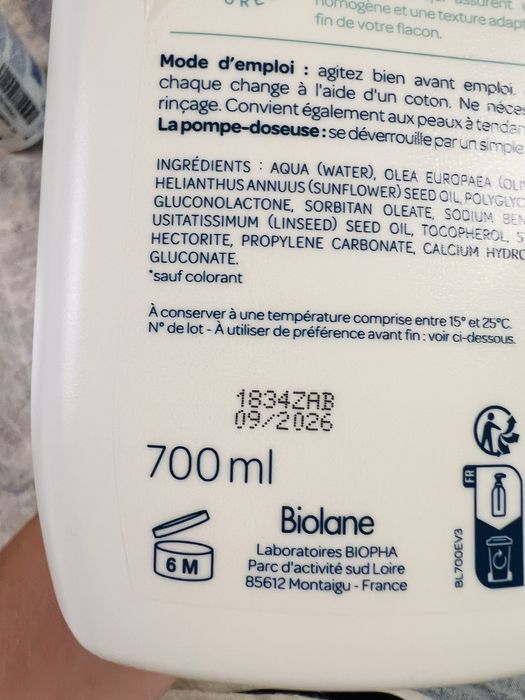 URE
assurent
homogène et une texture
fin de votre flacon.
Mode d'emploi : agitez bien avant emploi.
chaque change à l'aide d'un coton. Ne
rinçage. Convient également aux peaux à
La pompe-doseuse : se déverrouille par un simple
INGRÉDIENTS : AQUA (WATER), OLEA EUROPAEA
HELIANTHUS ANNUUS (SUNFLOWER) SEED OIL,
GLUCONOLACTONE, SORBITAN OLEATE, SODIUM
USITATISSIMUM (LINSEED) SEED OIL, TOCOPHEROL,
HECTORITE, PROPYLENE CARBONATE, CALCIUM
GLUCONATE.
*sauf colorant
À conserver à une température comprise entre 15° et 25°C.
N° de lot - À utiliser de préférence avant fin : voir ci-dessous.
1834ZAB
09/2026
700 ml
FR
6 M
Biolane
Laboratoires BIOPHA
Parc d'activité sud Loire
85612 Montaigu - France
BL700EV3